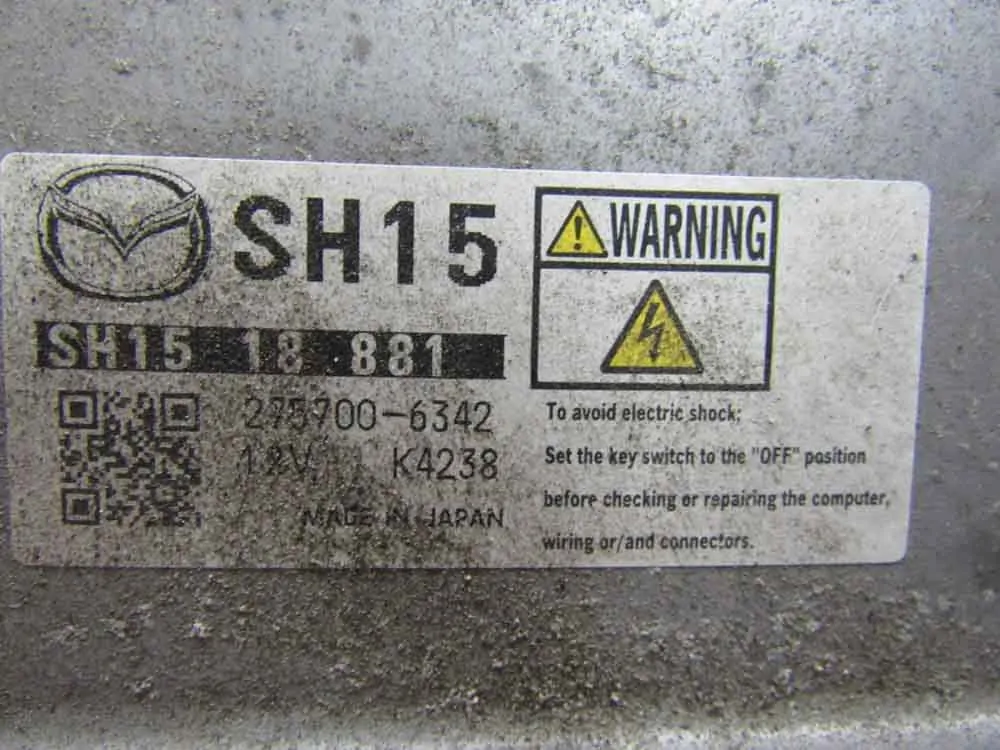 SH15
SH15 18 881
275700-6342
12V K4238
MADE IN JAPAN
WARNING
To avoid electric shock;
Set the key switch to the "OFF" position
before checking or repairing the computer,
wiring or/and connectors.